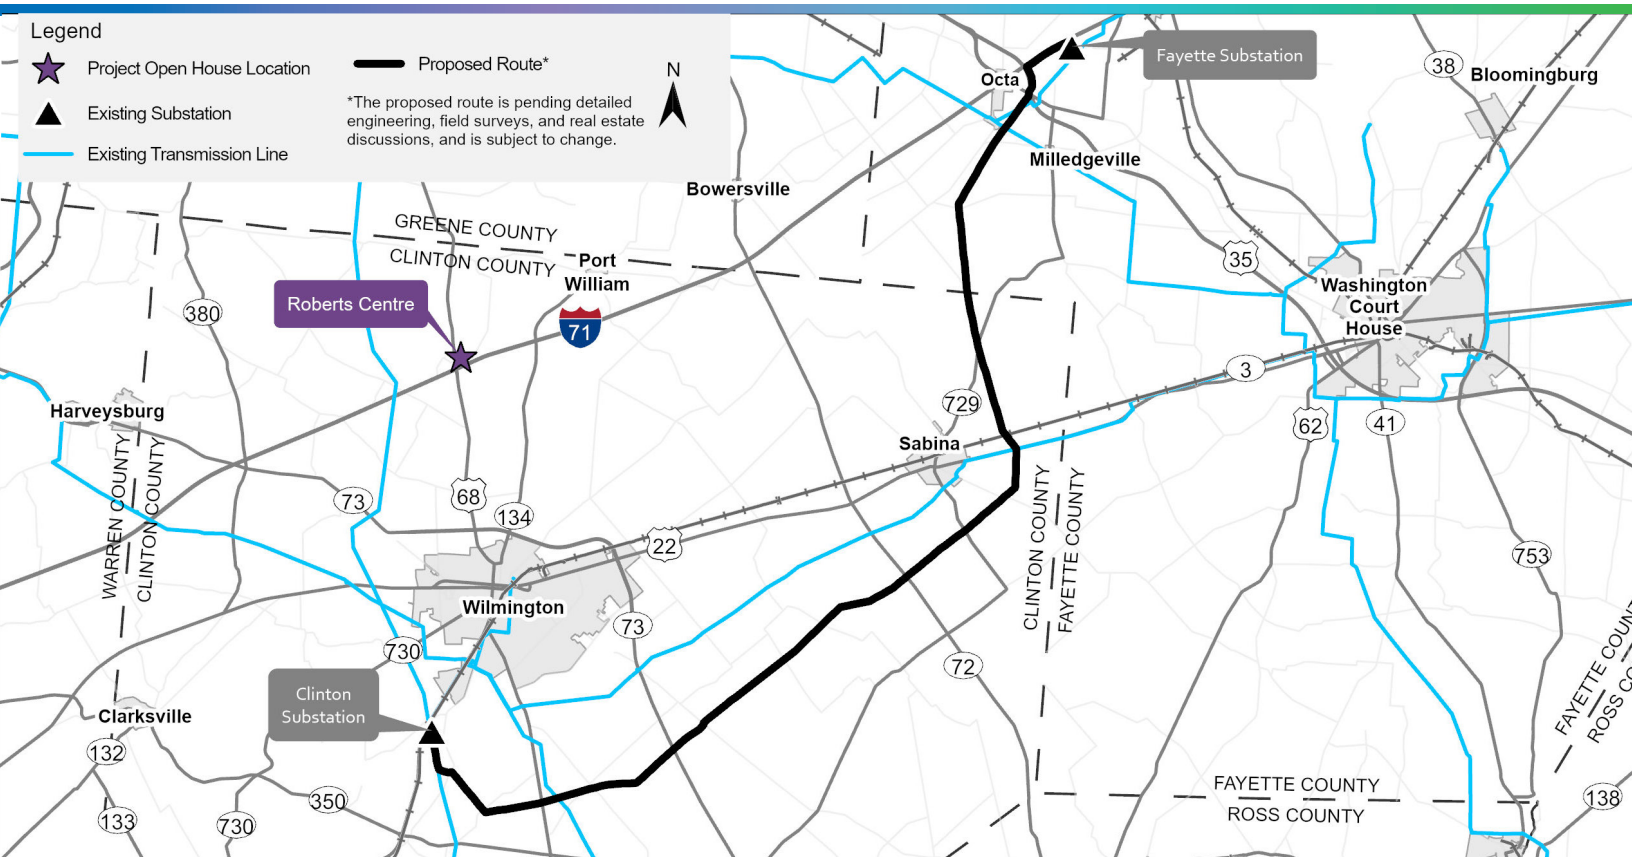 Legend
Project Open House Location
Existing Substation
Existing Transmission Line
Proposed Route*
*The proposed route is pending detailed
engineering, field surveys, and real estate
discussions, and is subject to change.
N
Fayette Substation
Octa
38
Bloomingburg
Milledgeville
Bowersville
GREENE COUNTY
CLINTON COUNTY
Port
William
35
Washington
Court
House
Roberts Centre
380
71
3
Harveysburg
729
62
41
Sabina
WARREN COUNTY
CLINTON COUNTY
73
68
134
22
CLINTON COUNTY
FAYETTE COUNTY
753
Wilmington
73
730
72
Clinton
Substation
FAYETTE COUNT
ROSS CO
Clarksville
132
350
133
730
FAYETTE COUNTY
ROSS COUNTY
138